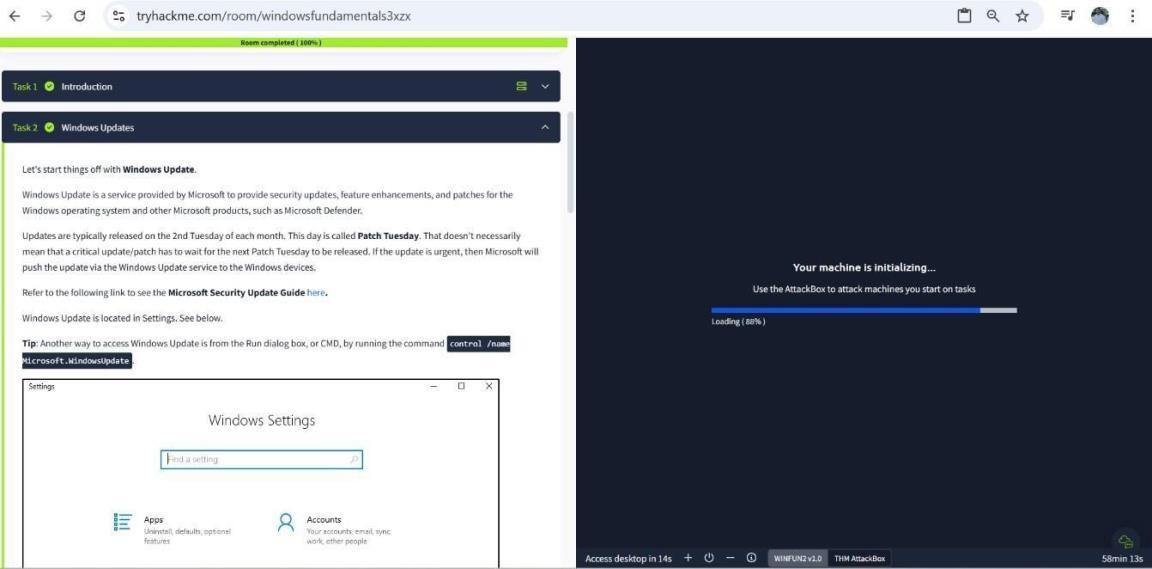 tryhackme.com/room/windowsfundamentals3xzx
Room completed ( 100% )
Task 1 Introduction
Task 2 Windows Updates
Let's start things off with Windows Update.
Windows Update is a service provided by Microsoft to provide security updates, feature enhancements, and patches for the
Windows operating system and other Microsoft products, such as Microsoft Defender.
Updates are typically released on the 2nd Tuesday of each month. This day is called Patch Tuesday. That doesn't necessarily
mean that a critical update/patch has to wait for the next Patch Tuesday to be released. If the update is urgent, then Microsoft will
push the update via the Windows Update service to the Windows devices.
Refer to the following link to see the Microsoft Security Update Guide here.
Windows Update is located in Settings. See below.
Tip: Another way to access Windows Update is from the Run dialog box, or CMD, by running the command control /name
Microsoft.WindowsUpdate.
Settings
Windows Settings
Find a setting
Apps
Uninstall, defaults, optional
features
Accounts
Your accounts, email, sync,
work, other people
Your machine is initializing...
Use the AttackBox to attack machines you start on tasks
Loading ( 88% )
Access desktop in 14s
WINFUN2 v1.0
THM AttackBox
58min 13s